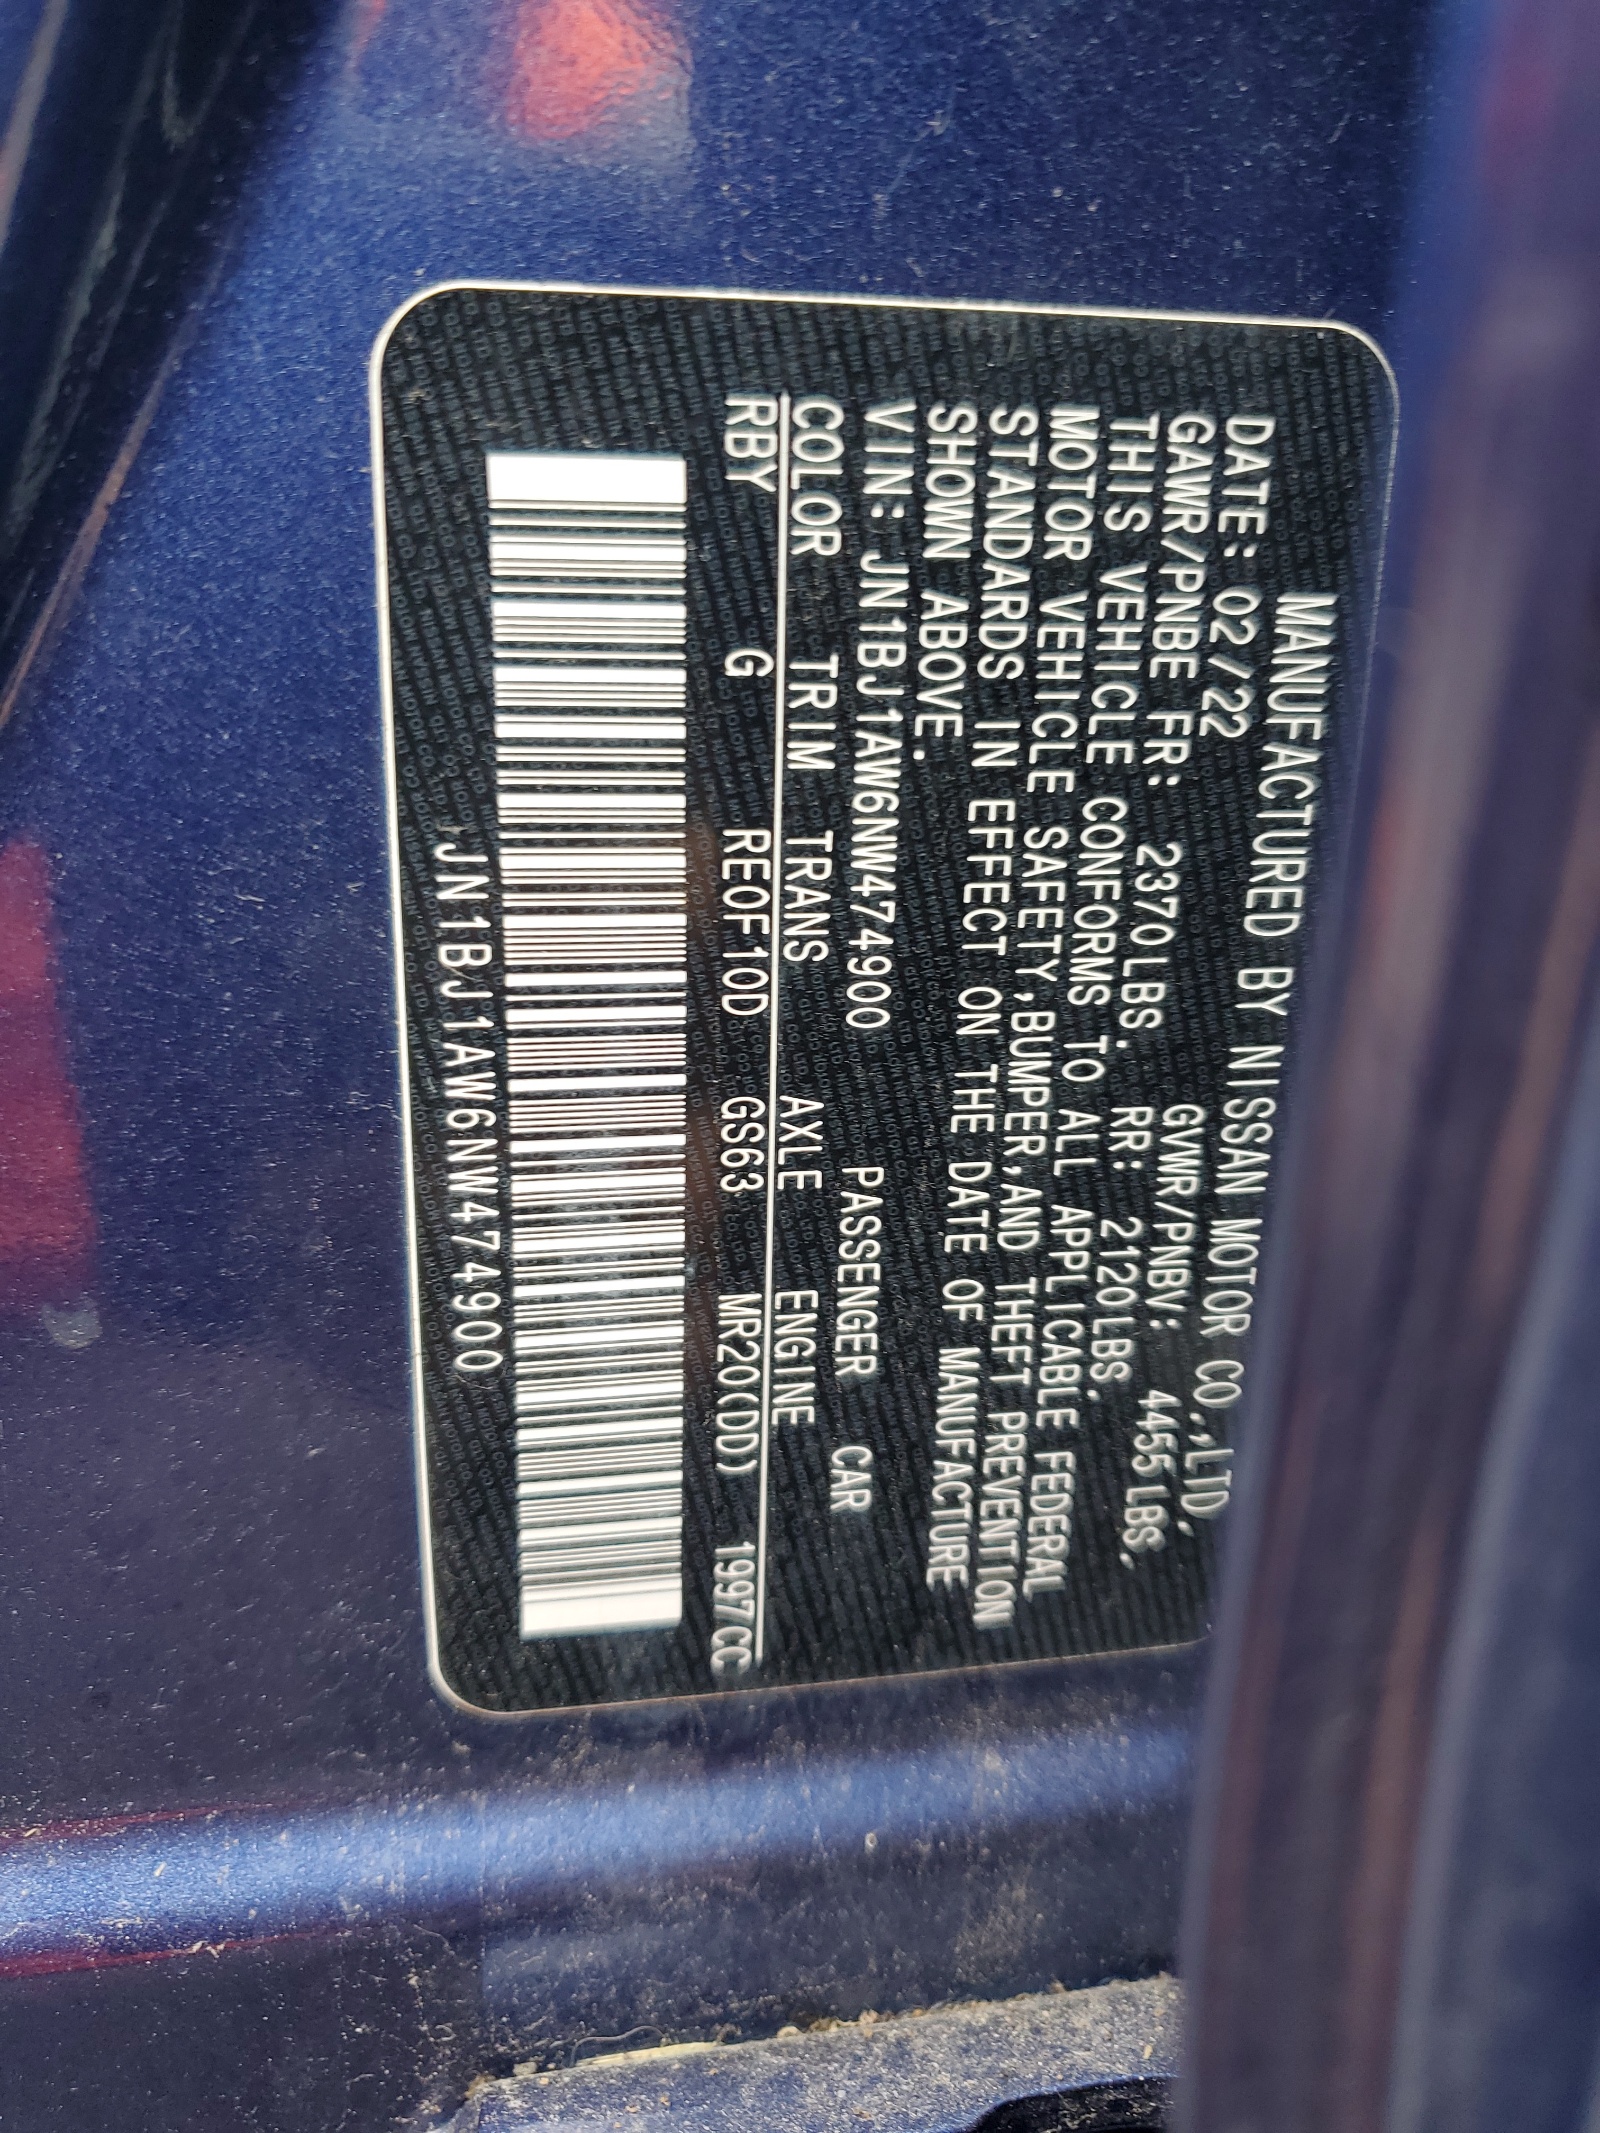 MANUFACTURED BY NISSAN MOTOR CO.,LTD.
DATE: 02/22 GVWR/PNBV: 4455 LBS.
GAWR/PNBE FR: 2370 LBS. RR: 2120 LBS.
THIS VEHICLE CONFORMS TO ALL APPLICABLE FEDERAL
MOTOR VEHICLE SAFETY,BUMPER,AND THEFT PREVENTION
STANDARDS IN EFFECT ON THE DATE OF MANUFACTURE
SHOWN ABOVE.
VIN: JN1BJ1AW6NW474900 PASSENGER CAR
COLOR TRIM TRANS AXLE ENGINE
RBY G RE0F10D GS63 MR20(DD) 1997CC
JN1BJ1AW6NW474900